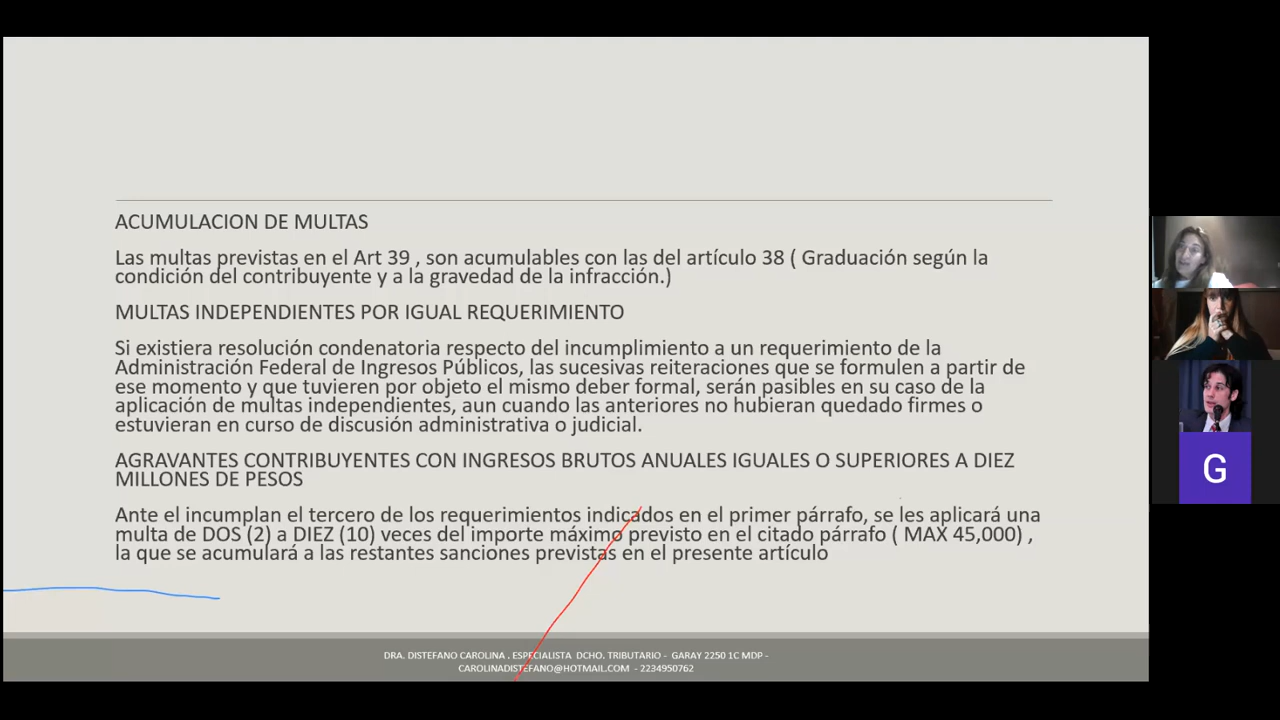 ACUMULACION DE MULTAS
Las multas previstas en el Art 39 , son acumulables con las del artículo 38 ( Graduación según la
condición del contribuyente y a la gravedad de la infracción.)
MULTAS INDEPENDIENTES POR IGUAL REQUERIMIENTO
Si existiera resolución condenatoria respecto del incumplimiento a un requerimiento de la
Administración Federal de Ingresos Públicos, las sucesivas reiteraciones que se formulen a partir de
ese momento y que tuvieren por objeto el mismo deber formal, serán pasibles en su caso de la
aplicación de multas independientes, aun cuando las anteriores no hubieran quedado firmes o
estuvieran en curso de discusión administrativa o judicial.
AGRAVANTES CONTRIBUYENTES CON INGRESOS BRUTOS ANUALES IGUALES O SUPERIORES A DIEZ
MILLONES DE PESOS
Ante el incumplan el tercero de los requerimientos indicados en el primer párrafo, se les aplicará una
multa de DOS (2) a DIEZ (10) veces del importe máximo previsto en el citado párrafo ( MAX 45,000) ,
la que se acumulará a las restantes sanciones previstas en el presente artículo
DRA. DISTEFANO CAROLINA . ESPECIALISTA DCHO. TRIBUTARIO - GARAY 2250 1C MDP -
CAROLINADISTEFANO@HOTMAIL.COM - 2234950762
G